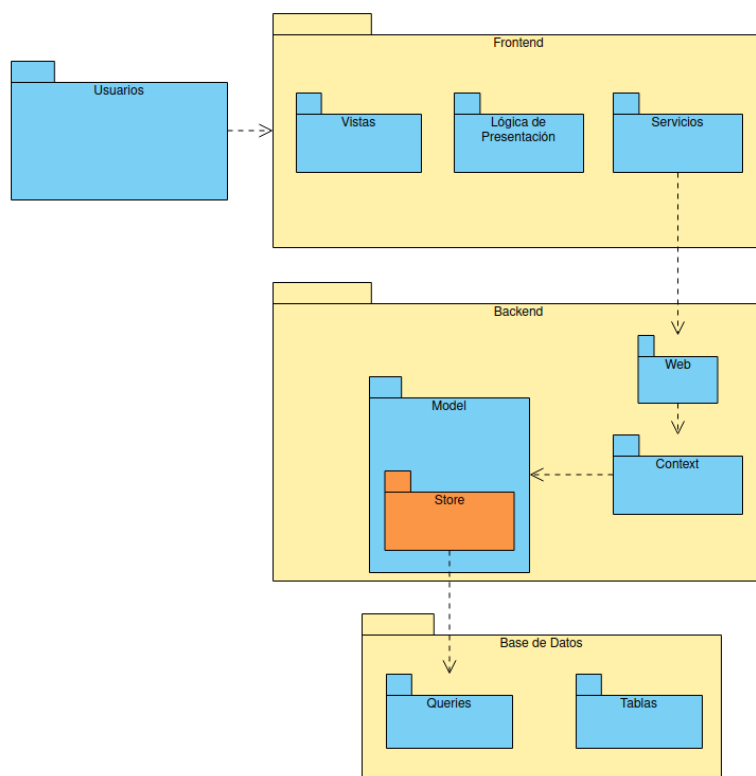 Frontend
Usuarios
Vistas
Lógica de
Presentación
Servicios
Backend
Web
Model
Context
Store
Base de Datos
Queries
Tablas